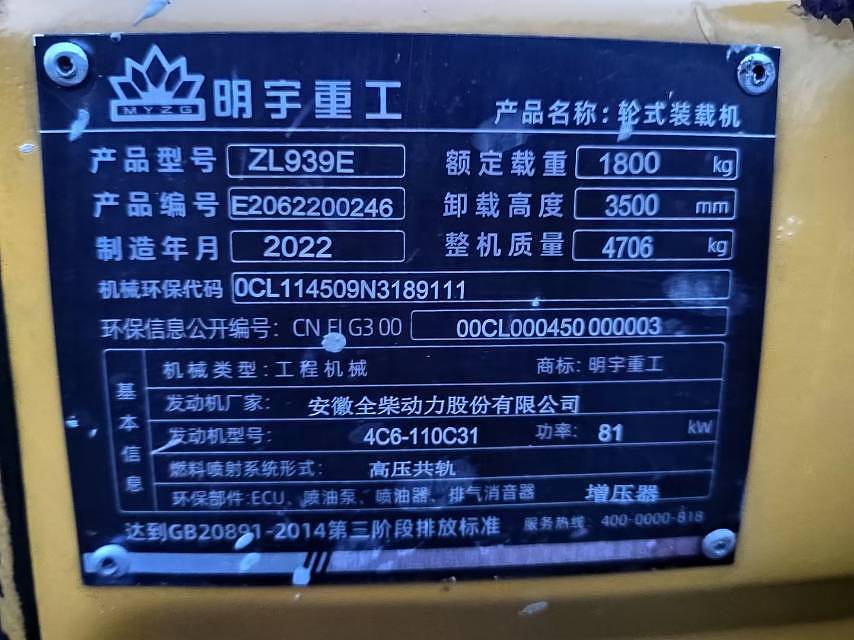 MYZG 明宇重工
产品名称：轮式装载机
产品型号 ZL939E 额定载重 1800 kg
产品编号 E2062200246 卸载高度 3500 mm
制造年月 2022 整机质量 4706 kg
机械环保代码 0CL114509N3189111
环保信息公开编号：CN FI G3 00 00CL000450 000003
基本信息
机械类型：工程机械 商标：明宇重工
发动机厂家： 安徽全柴动力股份有限公司
发动机型号： 4C6-110C31 功率： 81 kW
燃料喷射系统形式： 高压共轨
环保部件：ECU、喷油泵、喷油器、排气消音器 增压器
达到GB20891-2014第三阶段排放标准 服务热线：400-0000-818